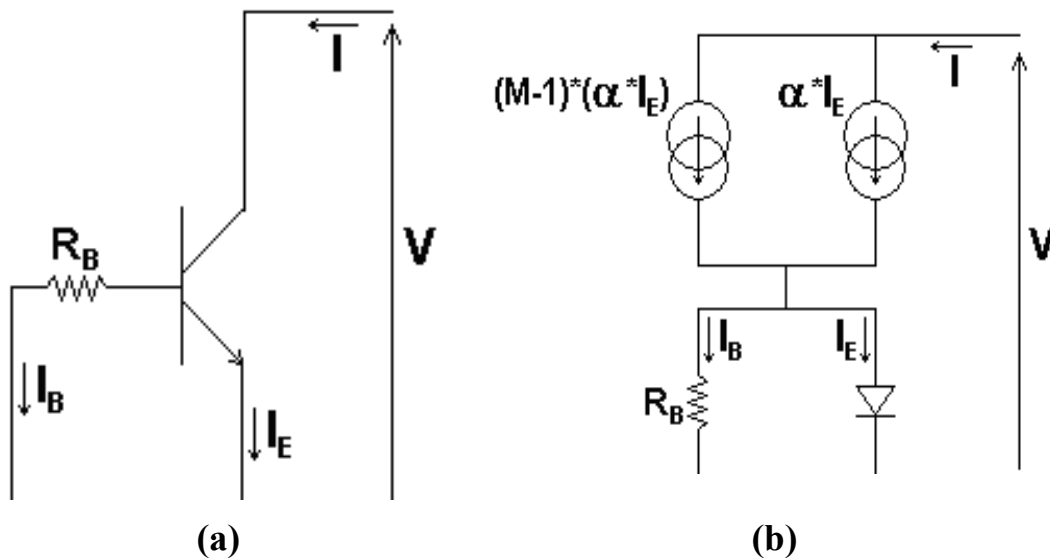 I
R_B
V
I_B
I_E
(a)
(M-1)*(α*I_E)
α*I_E
I
V
I_B
I_E
R_B
(b)